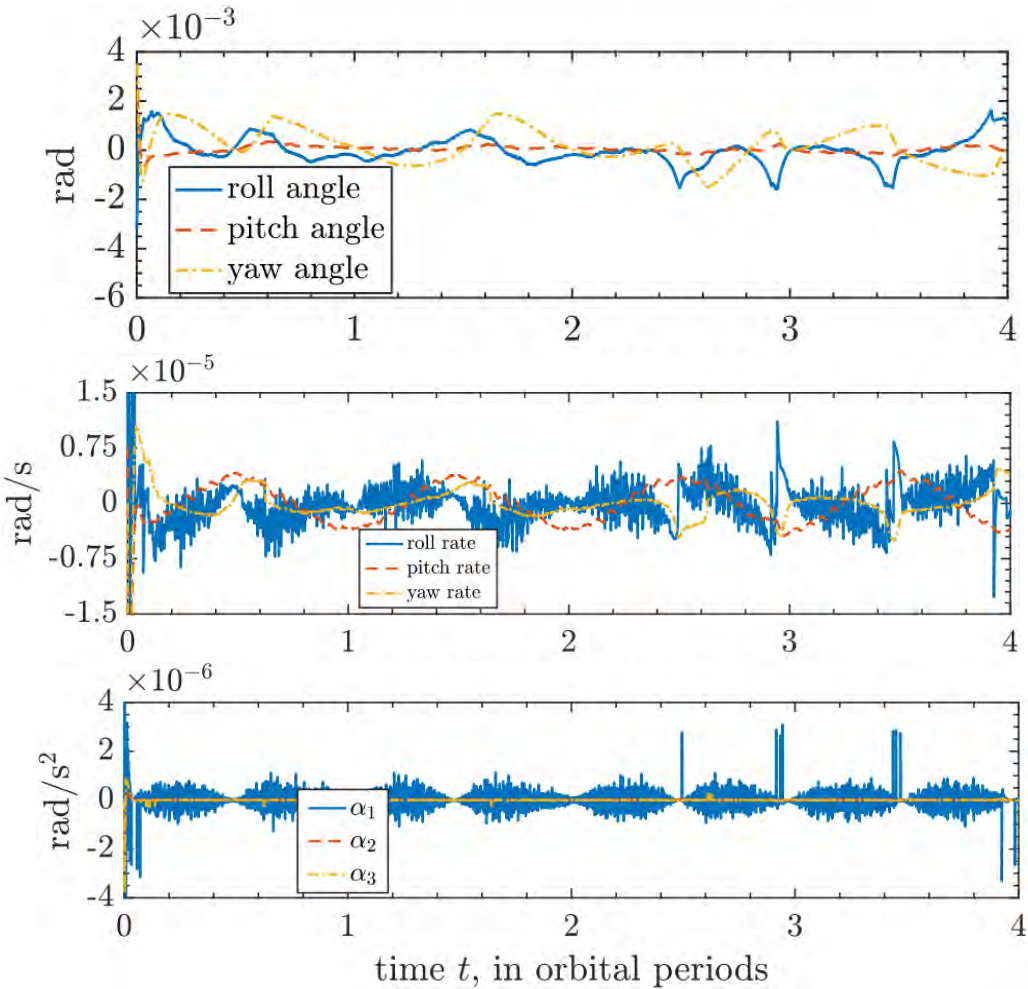 ×10⁻³
4
2
0
-2
-4
-6
rad
roll angle
pitch angle
yaw angle
0 1 2 3 4
×10⁻⁵
1.5
0.75
0
-0.75
-1.5
rad/s
roll rate
pitch rate
yaw rate
0 1 2 3 4
×10⁻⁶
4
2
0
-2
-4
rad/s²
α₁
α₂
α₃
0 1 2 3 4
time t, in orbital periods